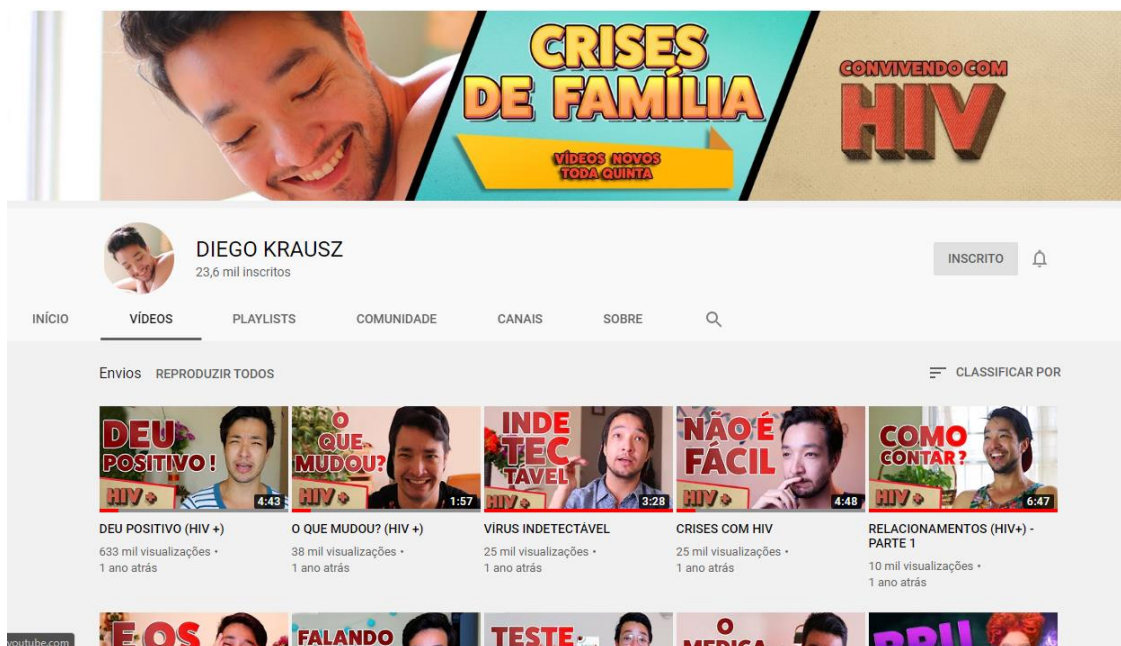 CRISES
DE FAMÍLIA
VÍDEOS NOVOS
TODA QUINTA
CONVIVENDO COM
HIV
DIEGO KRAUSZ
23,6 mil inscritos
INSCRITO
INÍCIO VÍDEOS PLAYLISTS COMUNIDADE CANAIS SOBRE
Envios REPRODUZIR TODOS
CLASSIFICAR POR
DEU
POSITIVO!
HIV +
4:43
DEU POSITIVO (HIV +)
633 mil visualizações •
1 ano atrás
O
QUE
MUDOU?
HIV +
1:57
O QUE MUDOU? (HIV +)
38 mil visualizações •
1 ano atrás
INDE
TEC
TÁVEL
HIV +
3:28
VÍRUS INDETECTÁVEL
25 mil visualizações •
1 ano atrás
NÃO É
FÁCIL
HIV +
4:48
CRISES COM HIV
25 mil visualizações •
1 ano atrás
COMO
CONTAR?
HIV +
6:47
RELACIONAMENTOS (HIV+) -
PARTE 1
10 mil visualizações •
1 ano atrás
E OS
FALANDO
TESTE
O
MEDICA
youtube.com